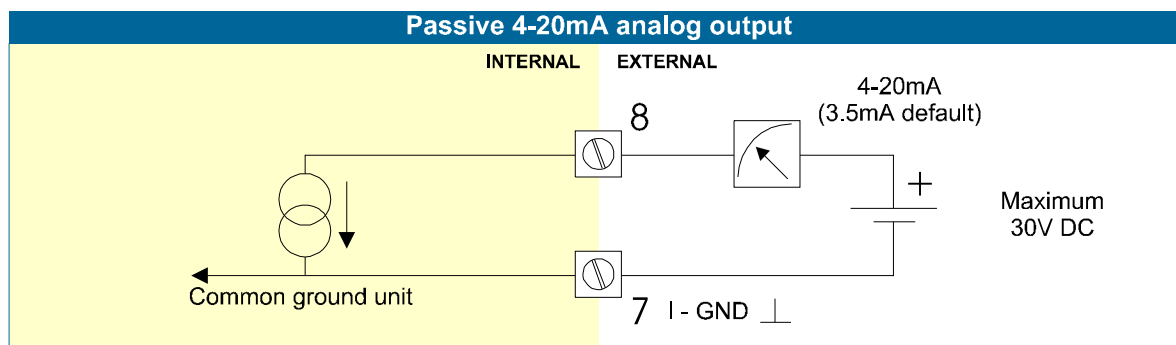 Passive 4-20mA analog output
INTERNAL EXTERNAL
8
4-20mA
(3.5mA default)
+
Maximum
30V DC
Common ground unit
7 I - GND ⊥